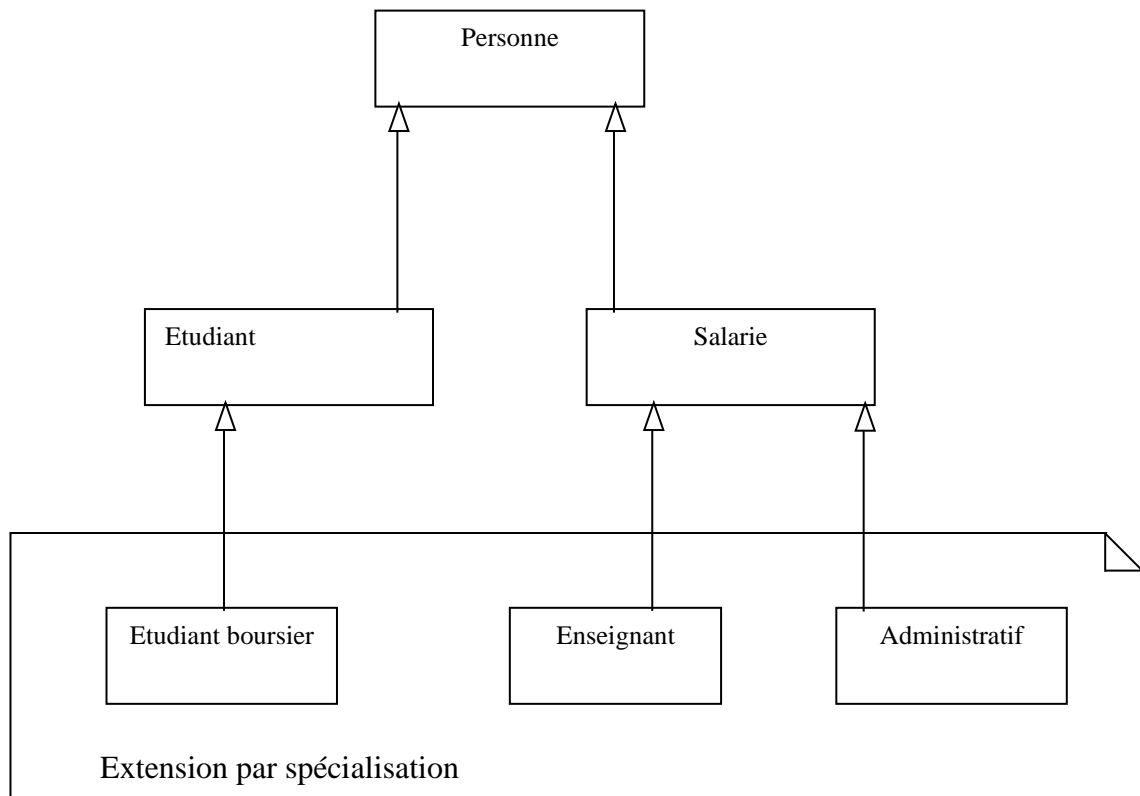 Personne
Etudiant
Salarie
Etudiant boursier
Enseignant
Administratif
Extension par spécialisation